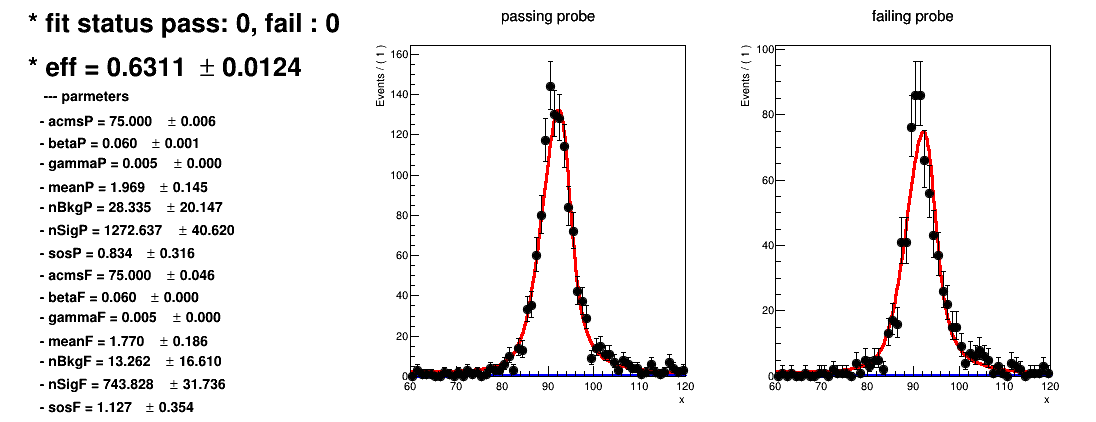 * fit status pass: 0, fail : 0
* eff = 0.6311 ± 0.0124
--- parmeters
- acmsP = 75.000 ± 0.006
- betaP = 0.060 ± 0.001
- gammaP = 0.005 ± 0.000
- meanP = 1.969 ± 0.145
- nBkgP = 28.335 ± 20.147
- nSigP = 1272.637 ± 40.620
- sosP = 0.834 ± 0.316
- acmsF = 75.000 ± 0.046
- betaF = 0.060 ± 0.000
- gammaF = 0.005 ± 0.000
- meanF = 1.770 ± 0.186
- nBkgF = 13.262 ± 16.610
- nSigF = 743.828 ± 31.736
- sosF = 1.127 ± 0.354
passing probe
Events / ( 1 )
160
140
120
100
80
60
40
20
0
60 70 80 90 100 110 120
x
failing probe
Events / ( 1 )
100
80
60
40
20
0
60 70 80 90 100 110 120
x